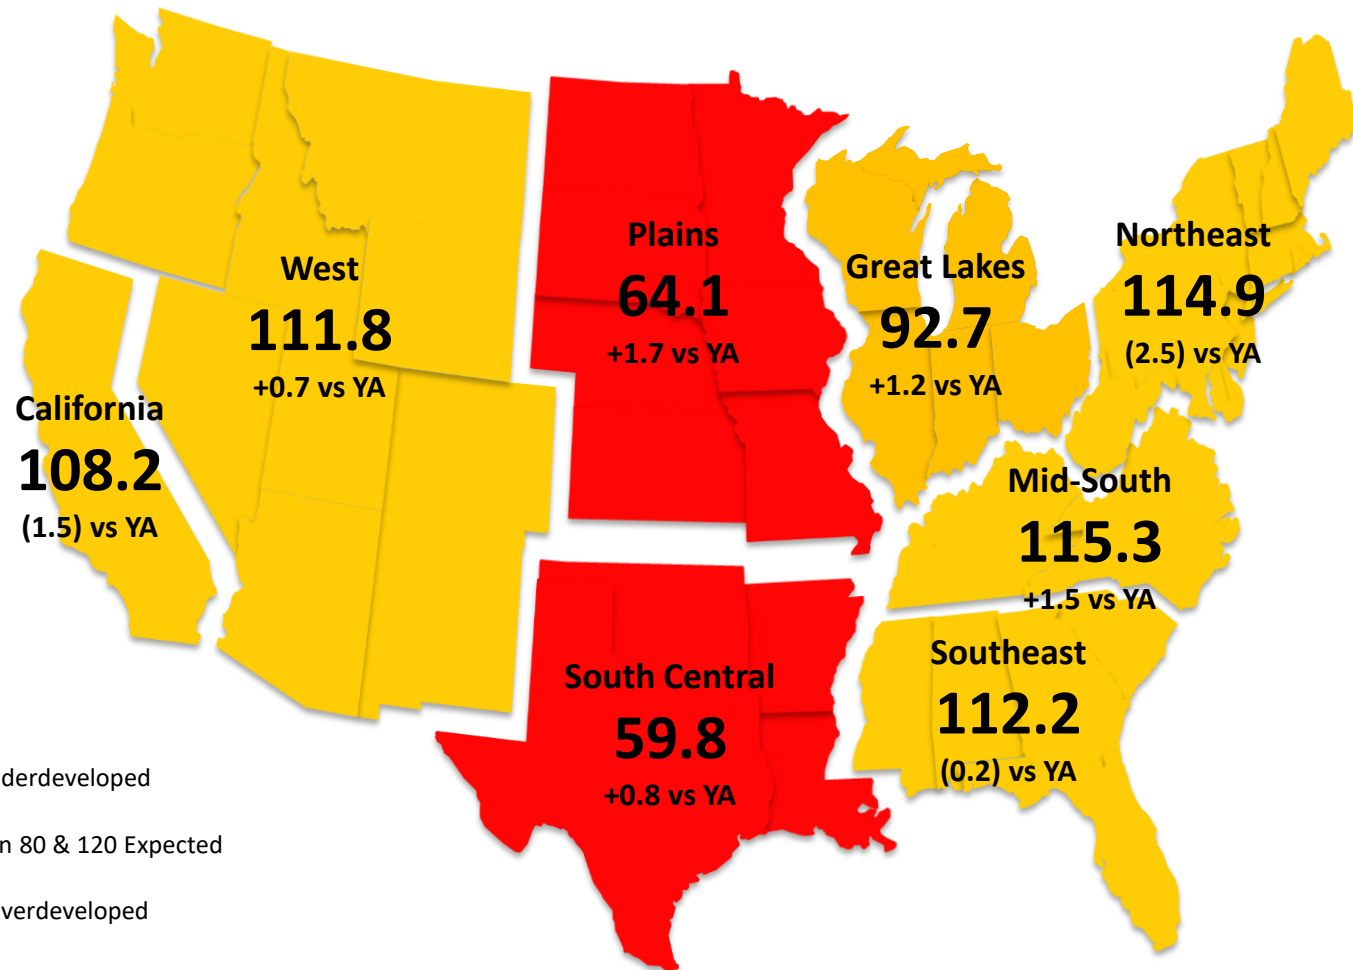 West
111.8
+0.7 vs YA
California
108.2
(1.5) vs YA
Plains
64.1
+1.7 vs YA
Great Lakes
92.7
+1.2 vs YA
Northeast
114.9
(2.5) vs YA
Mid-South
115.3
+1.5 vs YA
South Central
59.8
+0.8 vs YA
Southeast
112.2
(0.2) vs YA
derdeveloped
n 80 & 120 Expected
verdeveloped